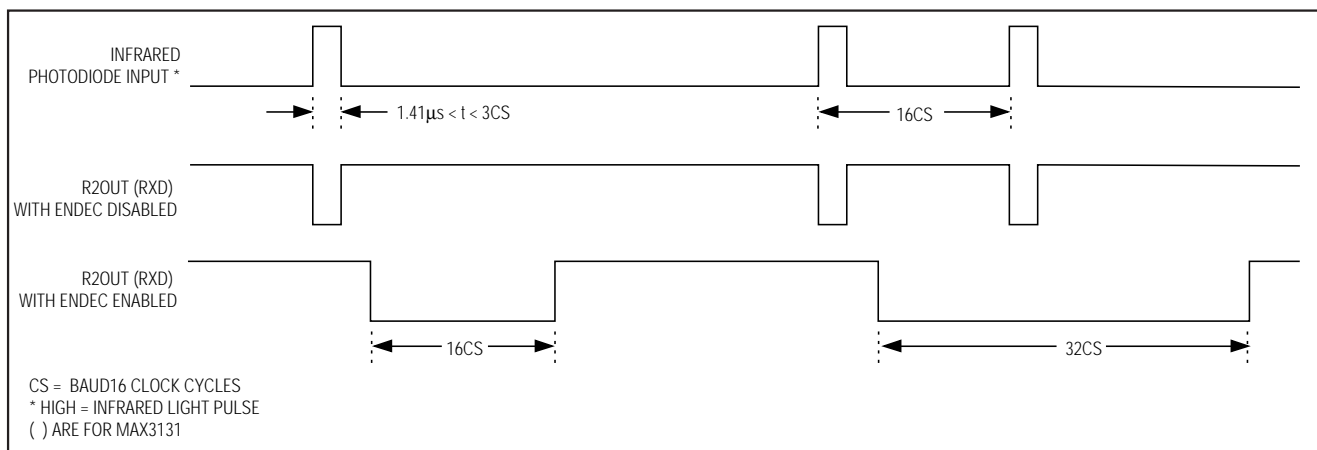 INFRARED
PHOTODIODE INPUT *
1.41μs < t < 3CS
16CS
R2OUT (RXD)
WITH ENDEC DISABLED
R2OUT (RXD)
WITH ENDEC ENABLED
16CS
32CS
CS = BAUD16 CLOCK CYCLES
* HIGH = INFRARED LIGHT PULSE
( ) ARE FOR MAX3131